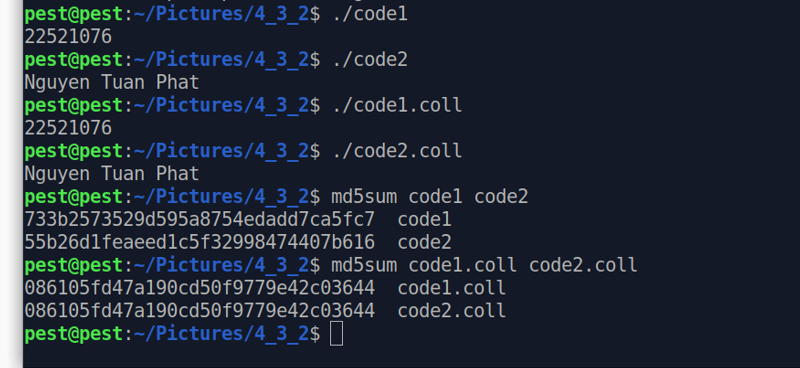 pest@pest:~/Pictures/4_3_2$ ./code1
22521076
pest@pest:~/Pictures/4_3_2$ ./code2
Nguyen Tuan Phat
pest@pest:~/Pictures/4_3_2$ ./code1.coll
22521076
pest@pest:~/Pictures/4_3_2$ ./code2.coll
Nguyen Tuan Phat
pest@pest:~/Pictures/4_3_2$ md5sum code1 code2
733b2573529d595a8754edadd7ca5fc7  code1
55b26d1feaeed1c5f32998474407b616  code2
pest@pest:~/Pictures/4_3_2$ md5sum code1.coll code2.coll
086105fd47a190cd50f9779e42c03644  code1.coll
086105fd47a190cd50f9779e42c03644  code2.coll
pest@pest:~/Pictures/4_3_2$